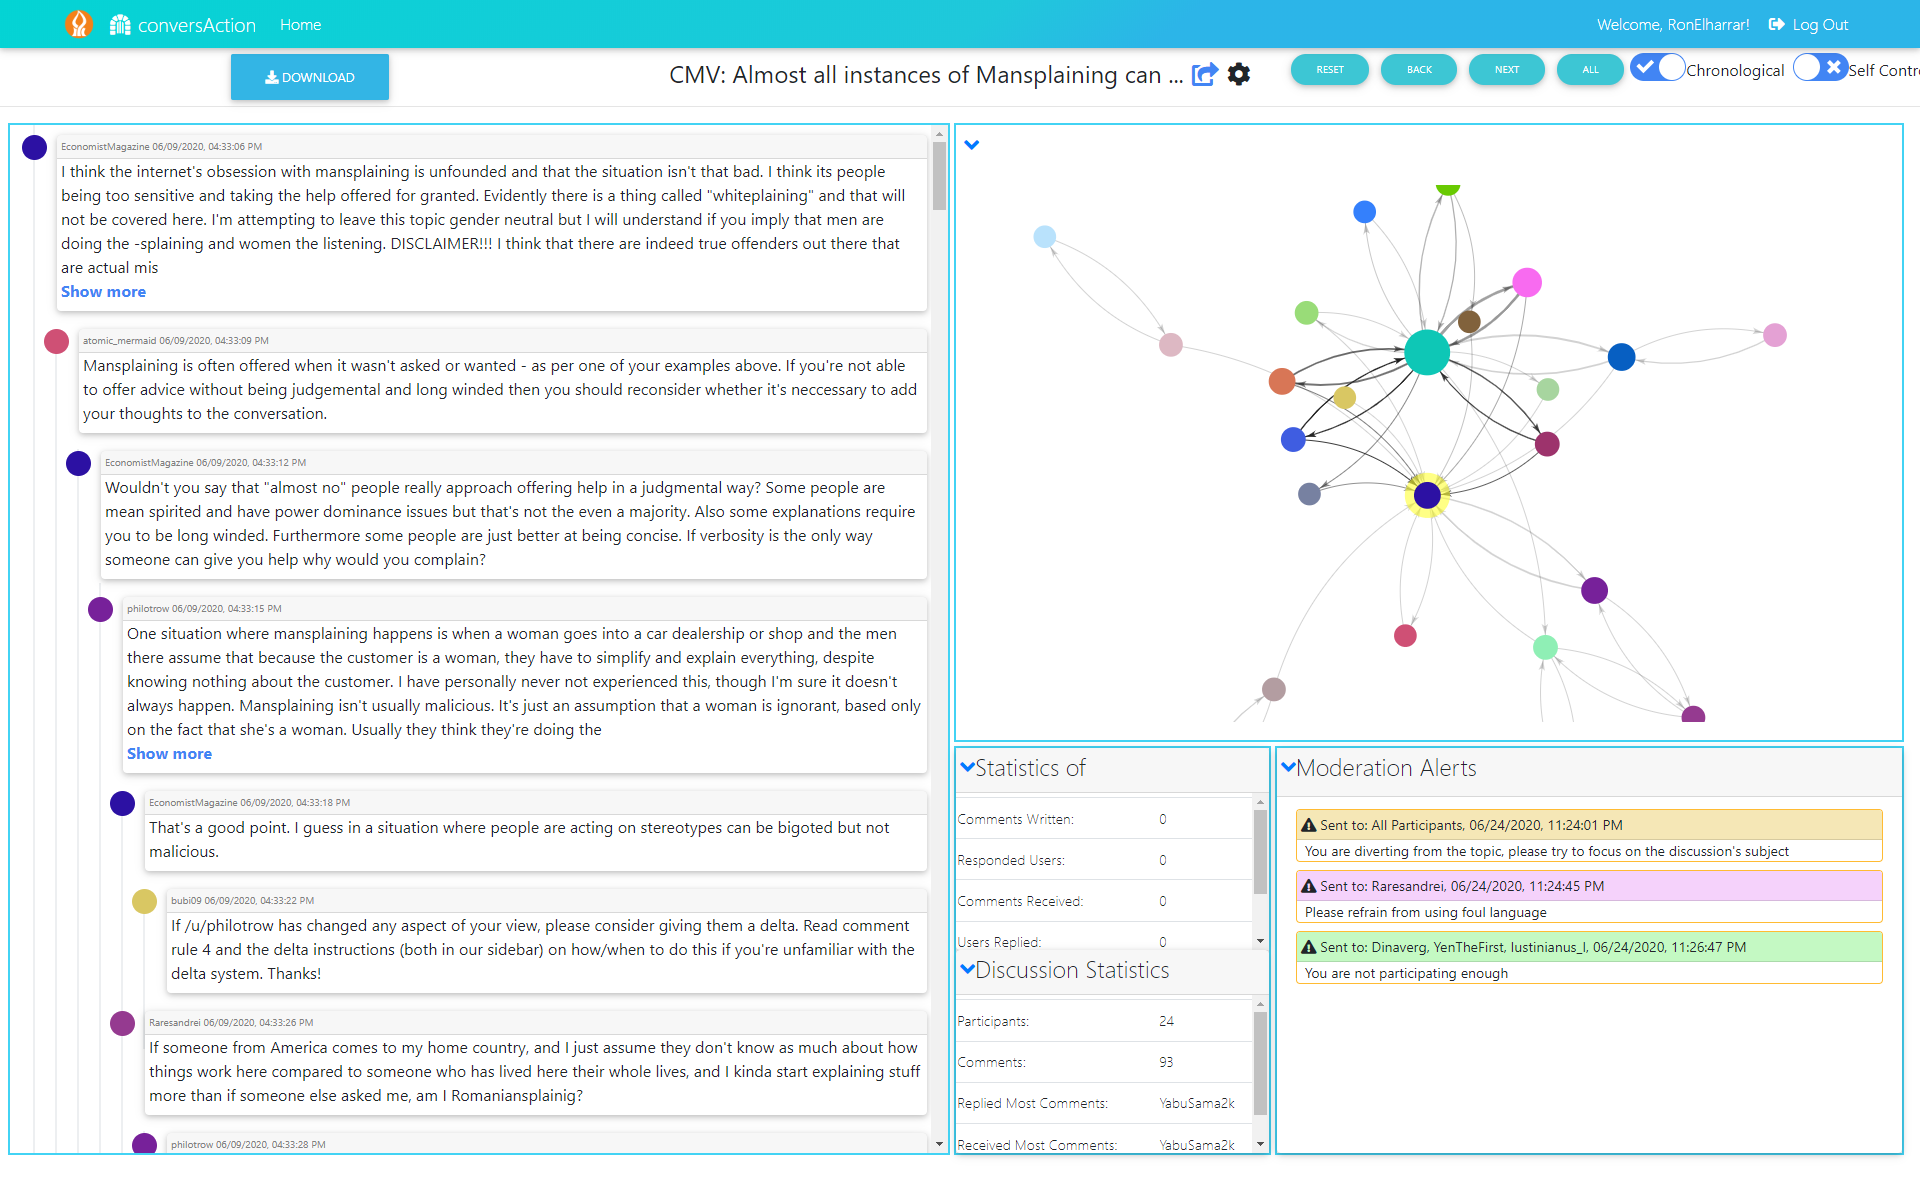 conversAction
Home
Welcome, RonElharrar!
Log Out
DOWNLOAD
CMV: Almost all instances of Mansplaining can ...
RESET
BACK
NEXT
ALL
Chronological
Self Contro
EconomistMagazine 06/09/2020, 04:33:06 PM
I think the internet's obsession with mansplaining is unfounded and that the situation isn't that bad. I think its people
being too sensitive and taking the help offered for granted. Evidently there is a thing called "whiteplaining" and that will
not be covered here. I'm attempting to leave this topic gender neutral but I will understand if you imply that men are
doing the -splaining and women the listening. DISCLAIMER!!! I think that there are indeed true offenders out there that
are actual mis
Show more
atomic_mermaid 06/09/2020, 04:33:09 PM
Mansplaining is often offered when it wasn't asked or wanted - as per one of your examples above. If you're not able
to offer advice without being judgemental and long winded then you should reconsider whether it's neccessary to add
your thoughts to the conversation.
EconomistMagazine 06/09/2020, 04:33:12 PM
Wouldn't you say that "almost no" people really approach offering help in a judgmental way? Some people are
mean spirited and have power dominance issues but that's not the even a majority. Also some explanations require
you to be long winded. Furthermore some people are just better at being concise. If verbosity is the only way
someone can give you help why would you complain?
philotrow 06/09/2020, 04:33:15 PM
One situation where mansplaining happens is when a woman goes into a car dealership or shop and the men
there assume that because the customer is a woman, they have to simplify and explain everything, despite
knowing nothing about the customer. I have personally never not experienced this, though I'm sure it doesn't
always happen. Mansplaining isn't usually malicious. It's just an assumption that a woman is ignorant, based only
on the fact that she's a woman. Usually they think they're doing the
Show more
EconomistMagazine 06/09/2020, 04:33:18 PM
That's a good point. I guess in a situation where people are acting on stereotypes can be bigoted but not
malicious.
bubi09 06/09/2020, 04:33:22 PM
If /u/philotrow has changed any aspect of your view, please consider giving them a delta. Read comment
rule 4 and the delta instructions (both in our sidebar) on how/when to do this if you're unfamiliar with the
delta system. Thanks!
Raresandrei 06/09/2020, 04:33:26 PM
If someone from America comes to my home country, and I just assume they don't know as much about how
things work here compared to someone who has lived here their whole lives, and I kinda start explaining stuff
more than if someone else asked me, am I Romaniansplainig?
philotrow 06/09/2020, 04:33:28 PM
Statistics of
Comments Written: 0
Responded Users: 0
Comments Received: 0
Users Replied: 0
Discussion Statistics
Participants: 24
Comments: 93
Replied Most Comments: YabuSama2k
Received Most Comments: YabuSama2k
Moderation Alerts
Sent to: All Participants, 06/24/2020, 11:24:01 PM
You are diverting from the topic, please try to focus on the discussion's subject
Sent to: Raresandrei, 06/24/2020, 11:24:45 PM
Please refrain from using foul language
Sent to: Dinaverg, YenTheFirst, Iustinianus_I, 06/24/2020, 11:26:47 PM
You are not participating enough